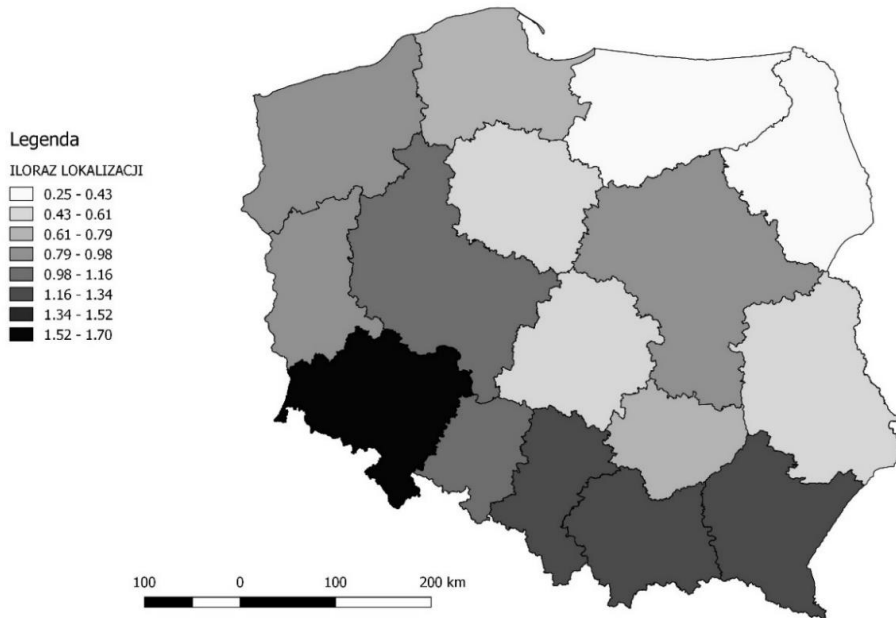 Legenda
ILORAZ LOKALIZACJI
0.25 - 0.43
0.43 - 0.61
0.61 - 0.79
0.79 - 0.98
0.98 - 1.16
1.16 - 1.34
1.34 - 1.52
1.52 - 1.70
100 0 100 200 km